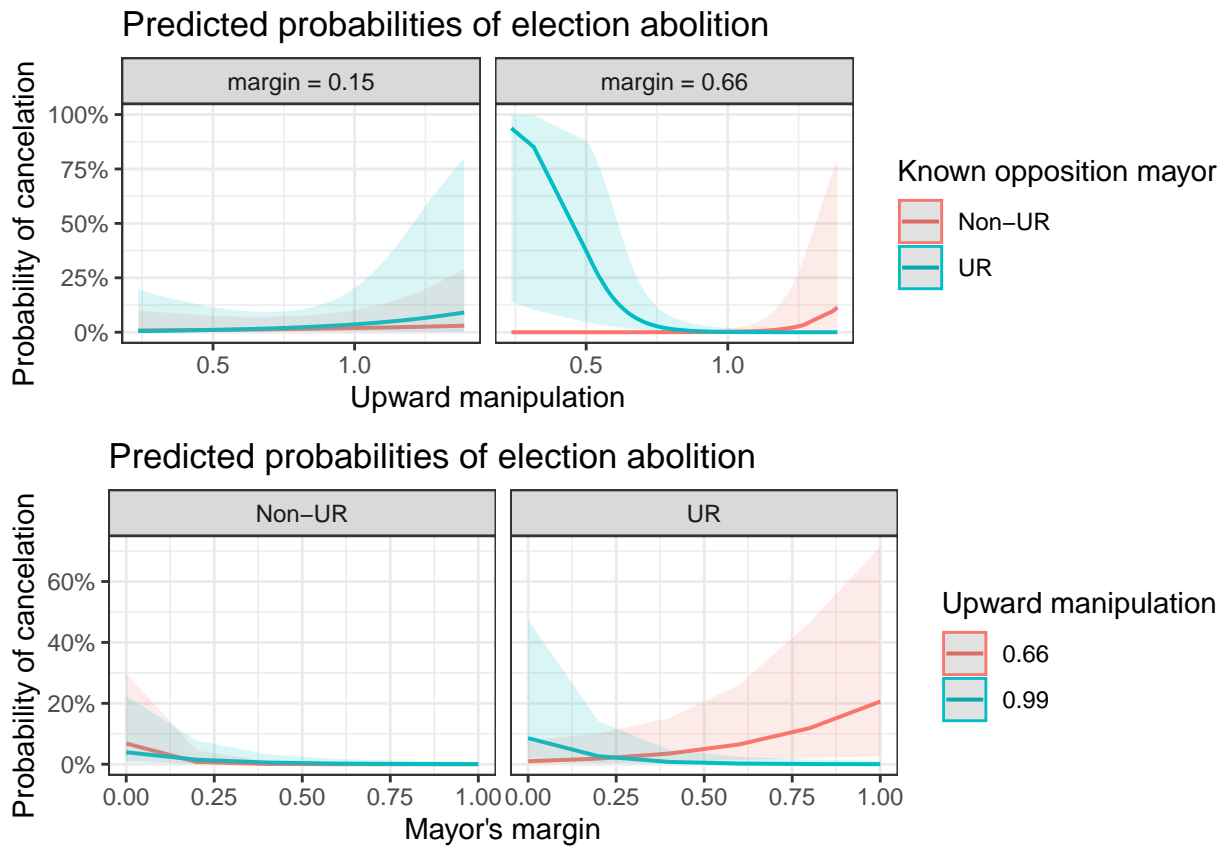 Predicted probabilities of election abolition
margin = 0.15
margin = 0.66
Probability of cancelation
100%
75%
50%
25%
0%
0.5
1.0
0.5
1.0
Upward manipulation
Known opposition mayor
Non−UR
UR
Predicted probabilities of election abolition
Non−UR
UR
Probability of cancelation
60%
40%
20%
0%
0.00
0.25
0.50
0.75
1.00
0.00
0.25
0.50
0.75
1.00
Mayor's margin
Upward manipulation
0.66
0.99